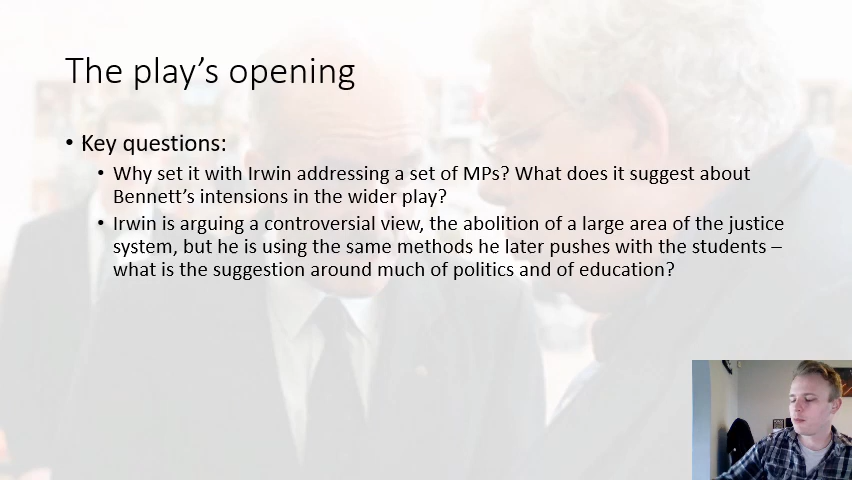 The play's opening
• Key questions:
• Why set it with Irwin addressing a set of MPs? What does it suggest about
Bennett's intensions in the wider play?
• Irwin is arguing a controversial view, the abolition of a large area of the justice
system, but he is using the same methods he later pushes with the students –
what is the suggestion around much of politics and of education?